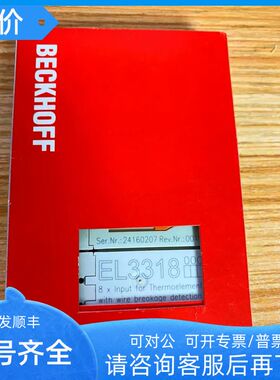 价
BECKHOFF
Ser.Nr.:24160207 Rev.Nr.:00
EL3318
8 x Input for Thermoelement
with wire breakage detection
发顺丰
号齐全
可对公 可开专票/普票
请咨询客服后再下